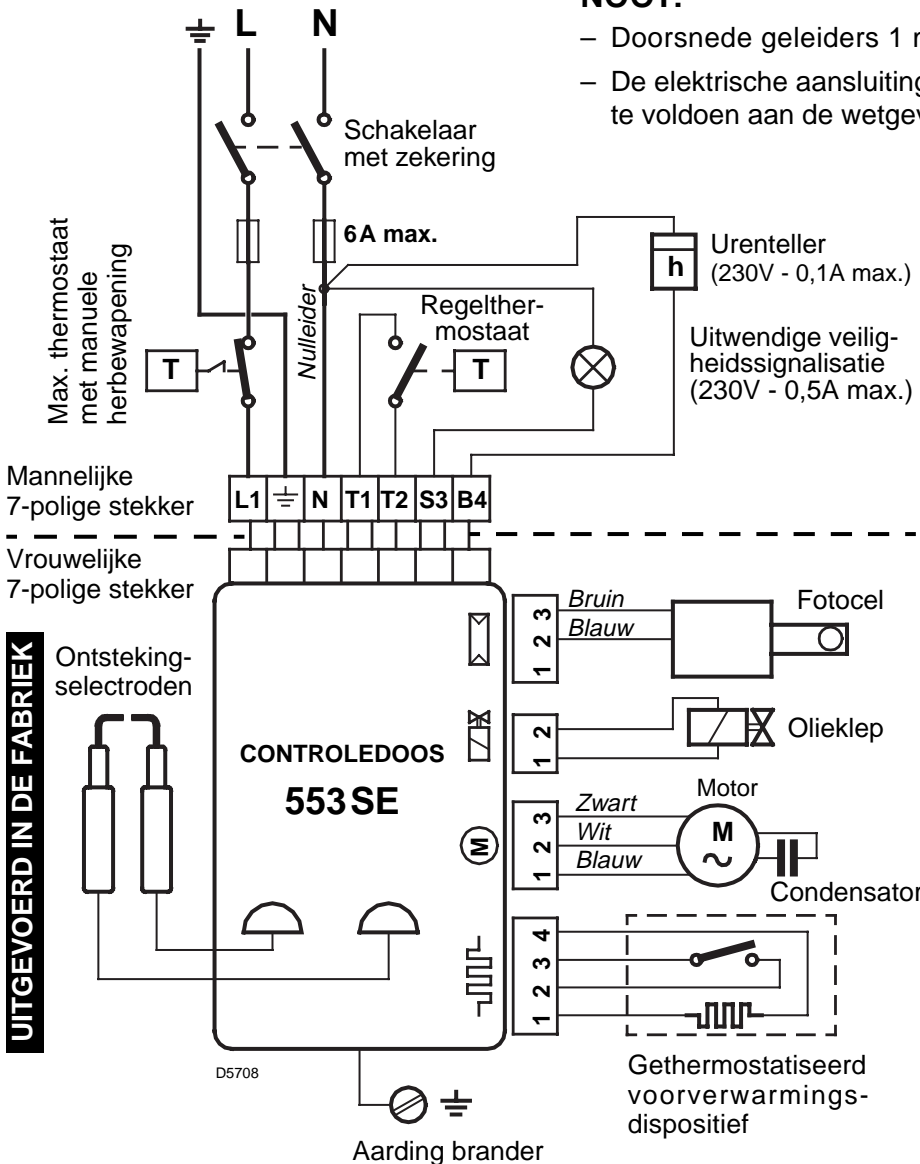 NOOT:
– Doorsnede geleiders 1
– De elektrische aansluiting
te voldoen aan de
L
N
Schakelaar
met zekering
6A max.
Max. thermostaat
met manuele
herbewapening
T
Nulleider
Regelther-
mostaat
T
h
Urenteller
(230V - 0,1A max.)
Uitwendige veilig-
heidssignalisatie
(230V - 0,5A max.)
Mannelijke
7-polige stekker
L1
N
T1
T2
S3
B4
Vrouwelijke
7-polige stekker
UITGEVOERD IN DE FABRIEK
Ontsteking-
selectroden
CONTROLEDOOS
553 SE
3
2
1
Bruin
Blauw
Fotocel
2
1
Olieklep
M
3
2
1
Zwart
Wit
Blauw
Motor
M
Condensator
4
3
2
1
Gethermostatiseerd
voorverwarmings-
dispositief
D5708
Aarding brander